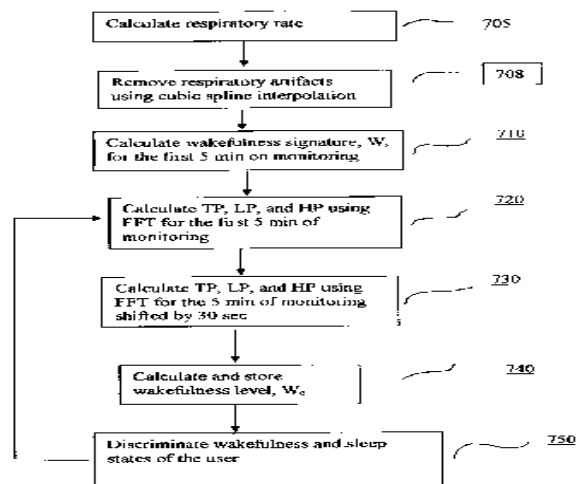 Calculate respiratory rate
705
Remove respiratory artifacts
using cubic spline interpolation
708
Calculate wakefulness signature, Ws
for the first 5 min on monitoring
710
Calculate TP, LP, and HP using
FFT for the first 5 min of
monitoring
720
Calculate TP, LP, and HP using
FFT for the 5 min of monitoring
shifted by 30 sec
730
Calculate and store
wakefulness level, Wc
740
Discriminate wakefulness and sleep
states of the user
750